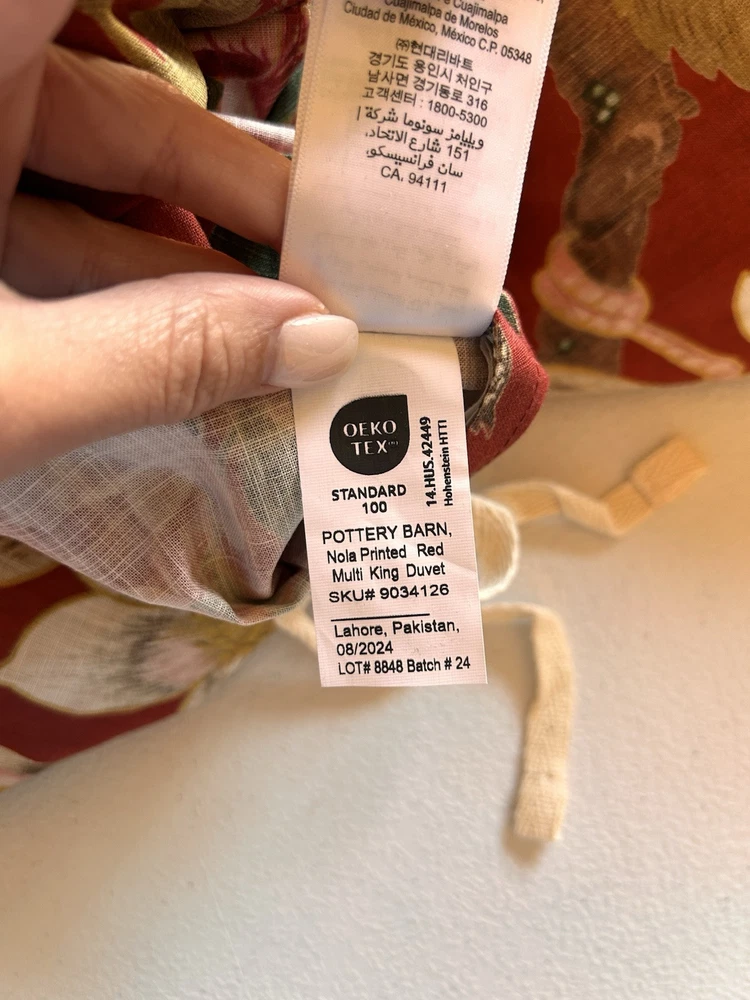 Cuajimalpa
Cuajimalpa de Morelos
Ciudad de México, México C.P. 05348
㈜현대리바트
경기도 용인시 처인구
남사면 경기동로 316
고객센터 : 1800-5300
ويليامز سونوما شركة |
151 شارع الاتحاد،
سان فرانسيسكو،
CA, 94111
OEKO
TEX
STANDARD
100
14.HUS.42449
Hohenstein HTTI
POTTERY BARN,
Nola Printed Red
Multi King Duvet
SKU# 9034126
Lahore, Pakistan,
08/2024
LOT# 8848 Batch # 24